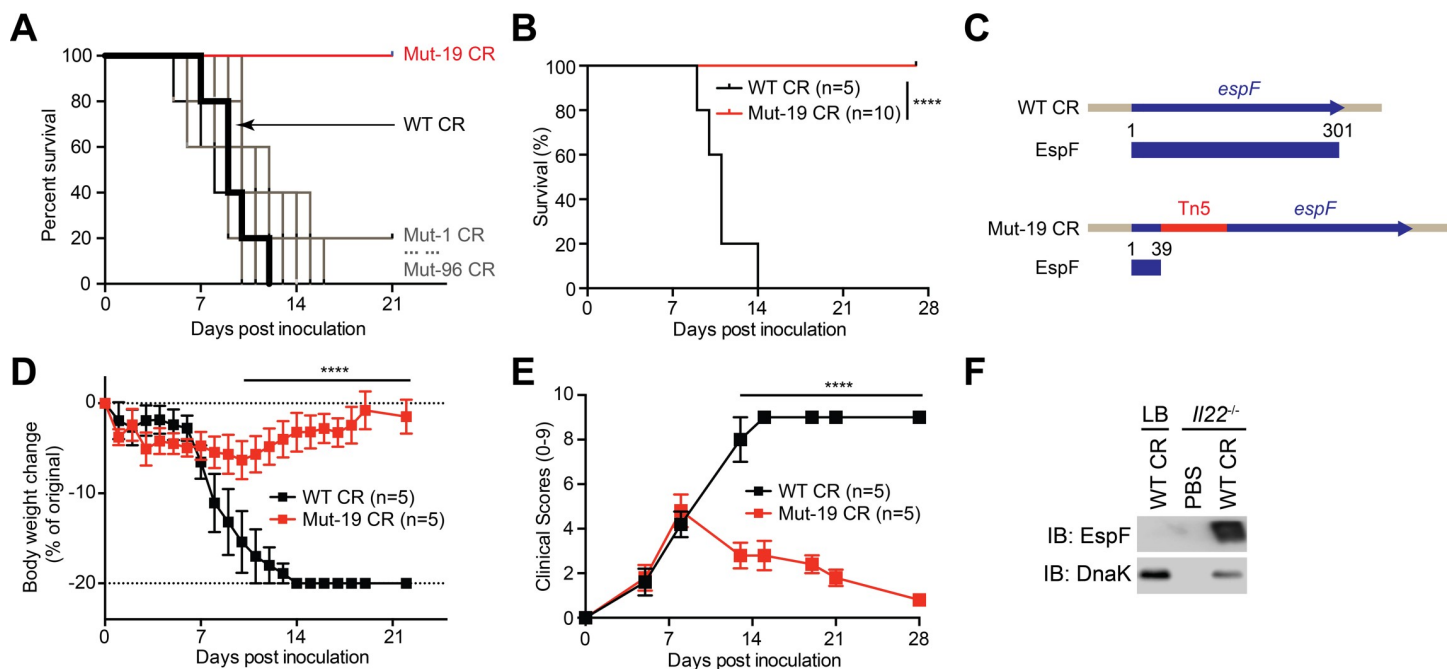 A
Percent survival
100
80
60
40
20
0
0 7 14 21
Days post inoculation
Mut-19 CR
WT CR
Mut-1 CR
... ...
Mut-96 CR
B
Survival (%)
100
80
60
40
20
0
0 7 14 21 28
Days post inoculation
WT CR (n=5)
Mut-19 CR (n=10)
****
C
espF
WT CR
1 301
EspF
Tn5 espF
Mut-19 CR
1 39
EspF
D
Body weight change
(% of original)
0
-10
-20
0 7 14 21
Days post inoculation
****
WT CR (n=5)
Mut-19 CR (n=5)
E
Clinical Scores (0-9)
10
8
6
4
2
0
0 7 14 21 28
Days post inoculation
****
WT CR (n=5)
Mut-19 CR (n=5)
F
LB Il22-/-
WT CR
PBS
WT CR
IB: EspF
IB: DnaK